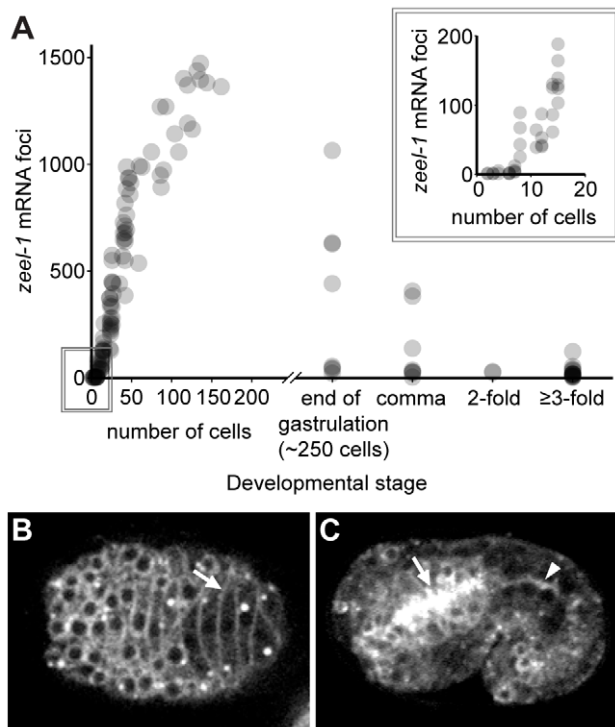 A
1500
1000
500
0
zeel-1 mRNA foci
0 50 100 150 200
number of cells
end of gastrulation (~250 cells)
comma
2-fold
≥3-fold
Developmental stage
200
100
0
zeel-1 mRNA foci
0 10 20
number of cells
B
C